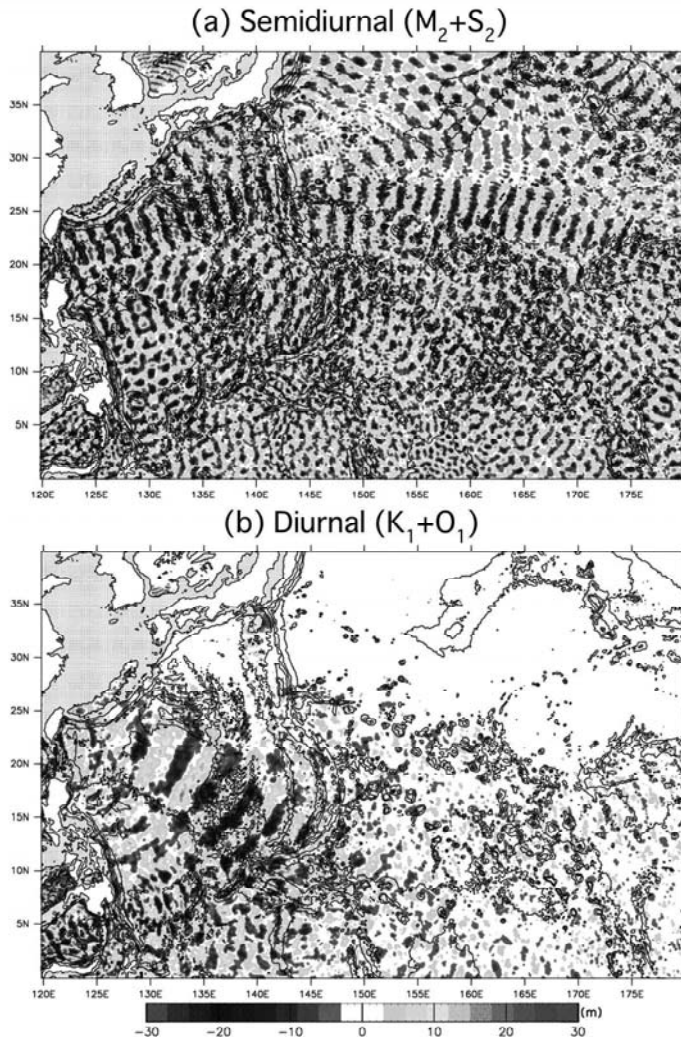 (a) Semidiurnal (M₂+S₂)
35N
30N
25N
20N
15N
10N
5N
120E 125E 130E 135E 140E 145E 150E 155E 160E 165E 170E 175E
(b) Diurnal (K₁+O₁)
35N
30N
25N
20N
15N
10N
5N
120E 125E 130E 135E 140E 145E 150E 155E 160E 165E 170E 175E
(m)
−30 −20 −10 0 10 20 30